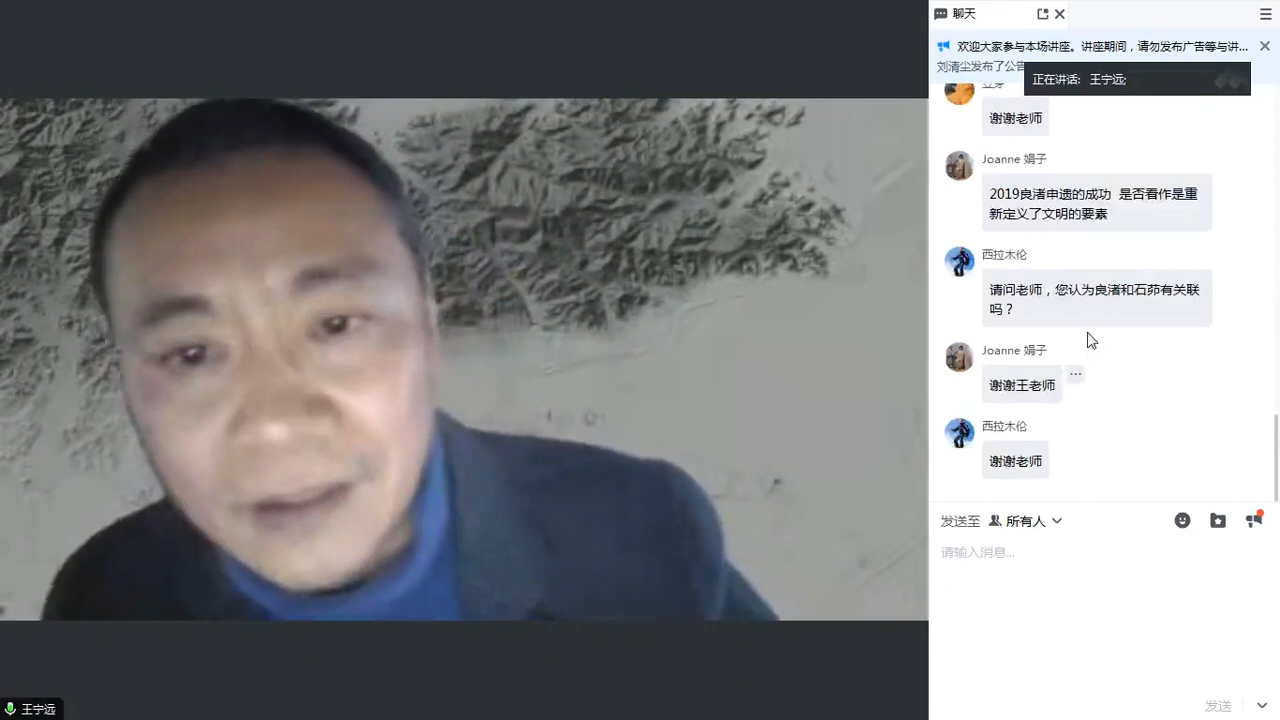 聊天
欢迎大家参与本场讲座。讲座期间，请勿发布广告等与讲...
刘清尘发布了公告
正在讲话: 王宁远;
谢谢老师
Joanne 娟子
2019良渚申遗的成功 是否看作是重
新定义了文明的要素
西拉木伦
请问老师，您认为良渚和石茆有关联
吗？
Joanne 娟子
谢谢王老师
西拉木伦
谢谢老师
发送至 所有人
请输入消息...
发送
王宁远